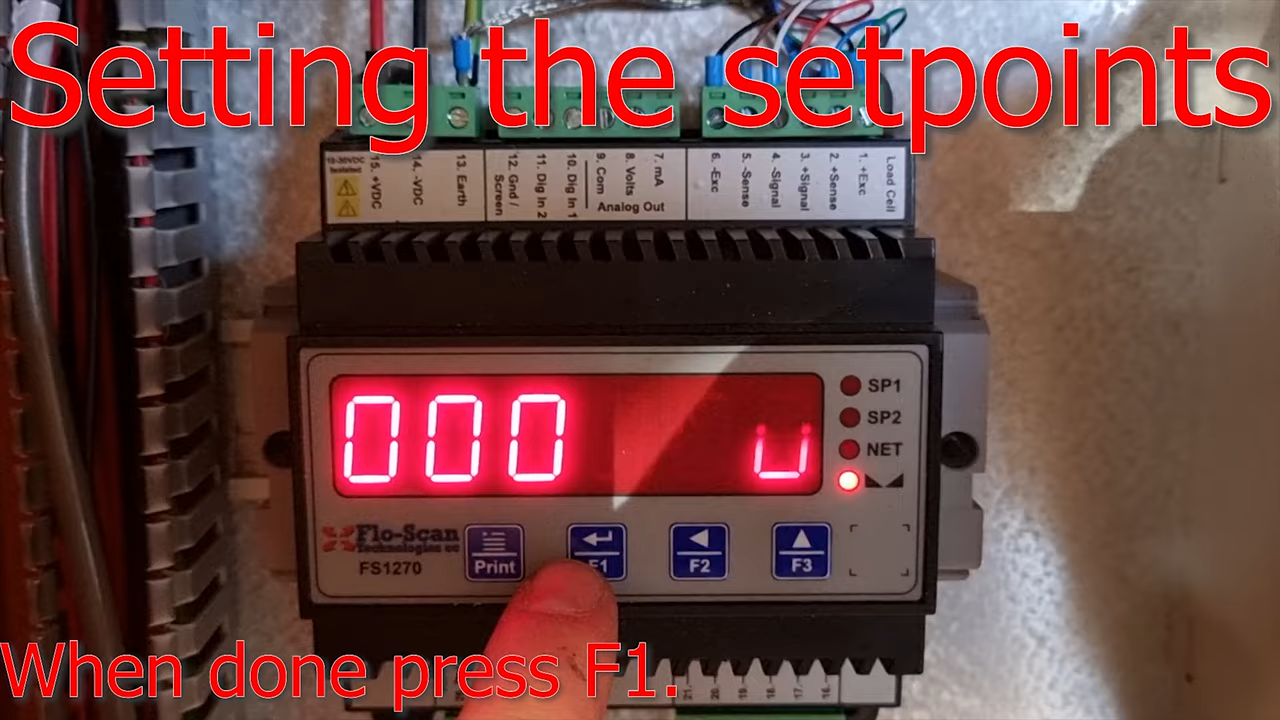 Setting the setpoints
10-30VDC
Isolated
15. +VDC
14. -VDC
13. Earth
12. Gnd /
Screen
11. Dig In 2
10. Dig In 1
9. Com
8. Volts
7. mA
Analog Out
6. -Exc
5. -Sense
4. -Signal
3. +Signal
2. +Sense
1. +Exc
Load Cell
000 u
SP1
SP2
NET
Flo-Scan
Technologies cc
FS1270
Print
F1
F2
F3
When done press F1.